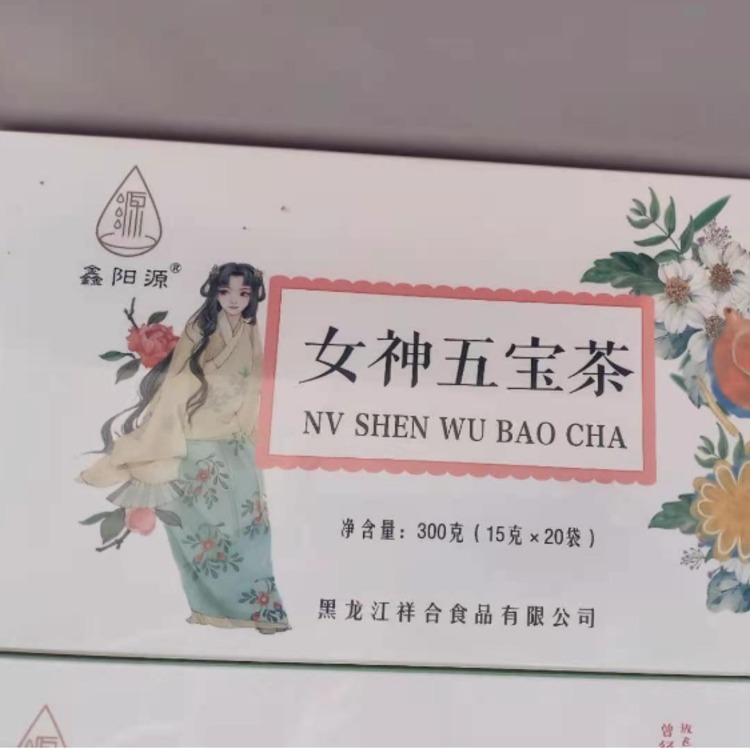 源
鑫阳源®
女神五宝茶
NV SHEN WU BAO CHA
净含量：300克（15克×20袋）
黑龙江祥合食品有限公司